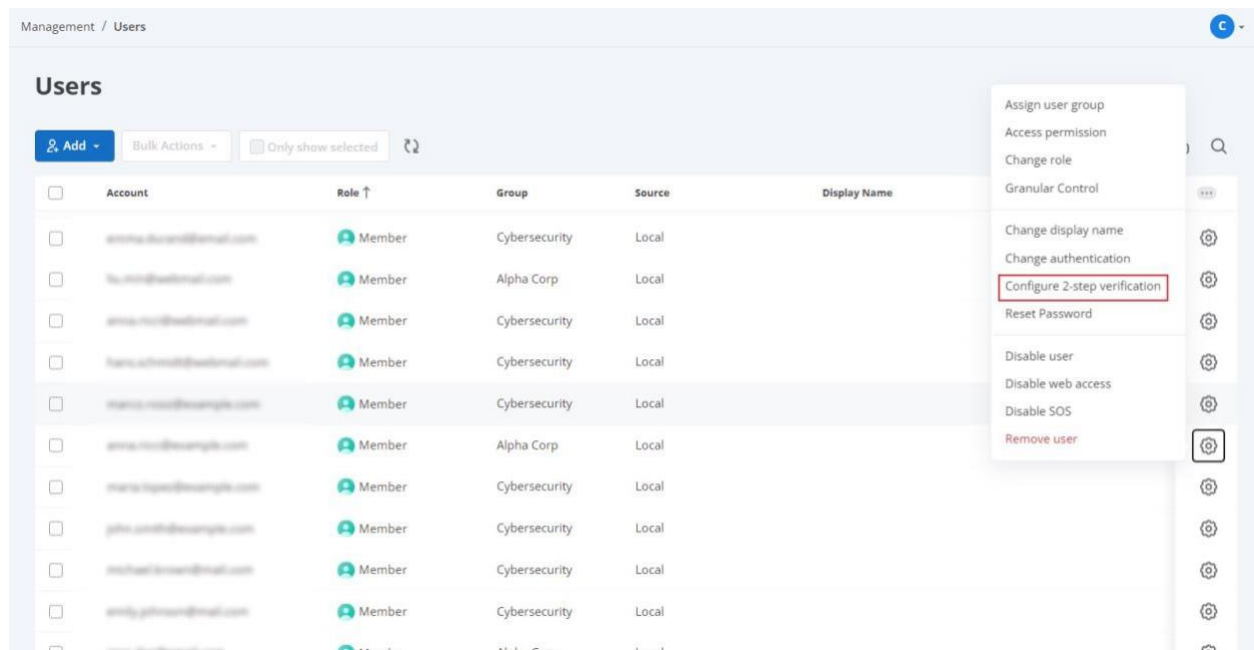 Management / Users
C
Users
Add
Bulk Actions
Only show selected
Account Role ↑ Group Source Display Name
Member Cybersecurity Local
Member Alpha Corp Local
Member Cybersecurity Local
Member Cybersecurity Local
Member Cybersecurity Local
Member Alpha Corp Local
Member Cybersecurity Local
Member Cybersecurity Local
Member Cybersecurity Local
Member Cybersecurity Local
Assign user group
Access permission
Change role
Granular Control
Change display name
Change authentication
Configure 2-step verification
Reset Password
Disable user
Disable web access
Disable SOS
Remove user